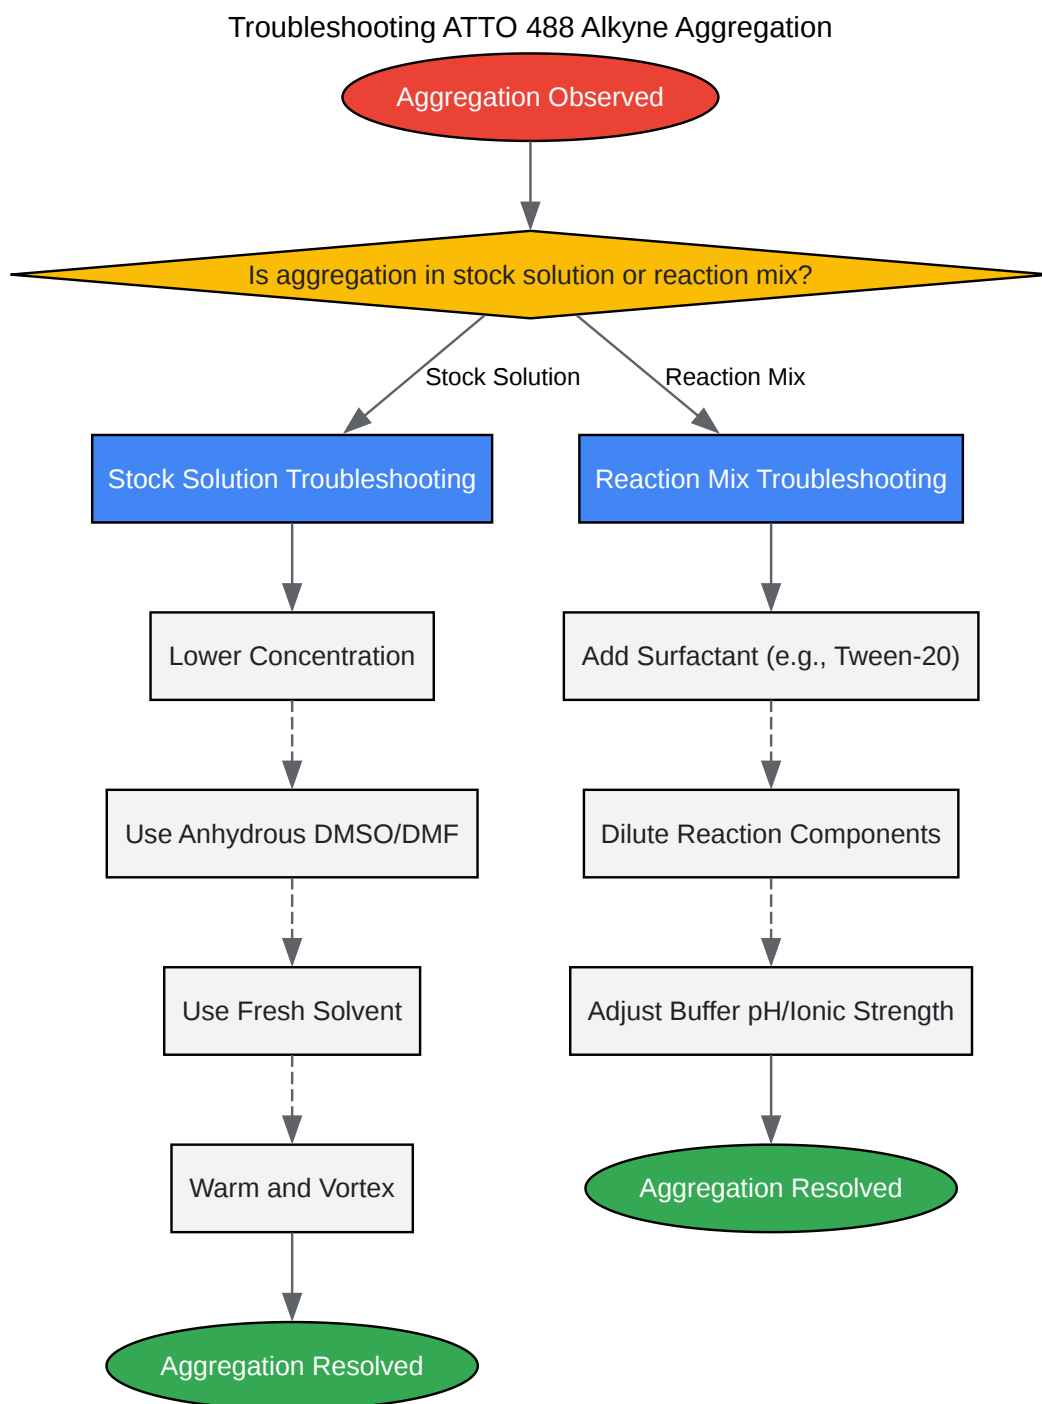 Troubleshooting ATTO 488 Alkyne Aggregation
Aggregation Observed
Is aggregation in stock solution or reaction mix?
Stock Solution
Reaction Mix
Stock Solution Troubleshooting
Reaction Mix Troubleshooting
Lower Concentration
Add Surfactant (e.g., Tween-20)
Use Anhydrous DMSO/DMF
Dilute Reaction Components
Use Fresh Solvent
Adjust Buffer pH/Ionic Strength
Warm and Vortex
Aggregation Resolved
Aggregation Resolved